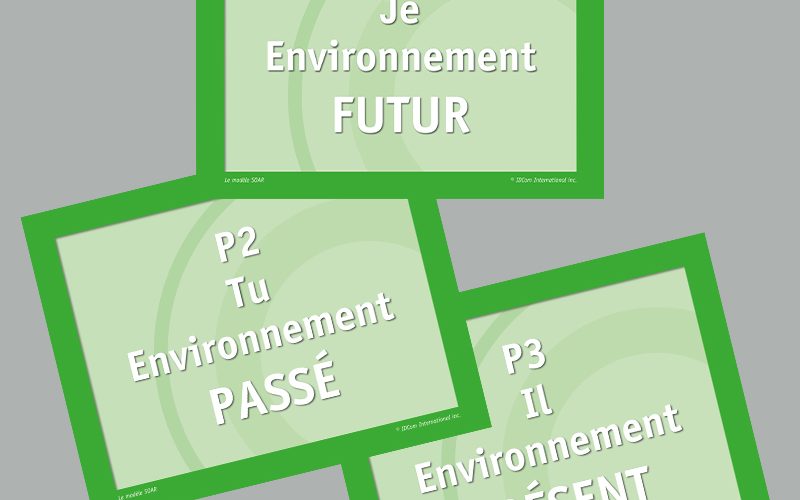 Je
Environnement
FUTUR
Le modèle SOAR
© IDCom International inc.
P2
Tu
Environnement
PASSÉ
Le modèle SOAR
© IDCom International inc.
P3
Il
Environnement
PRÉSENT